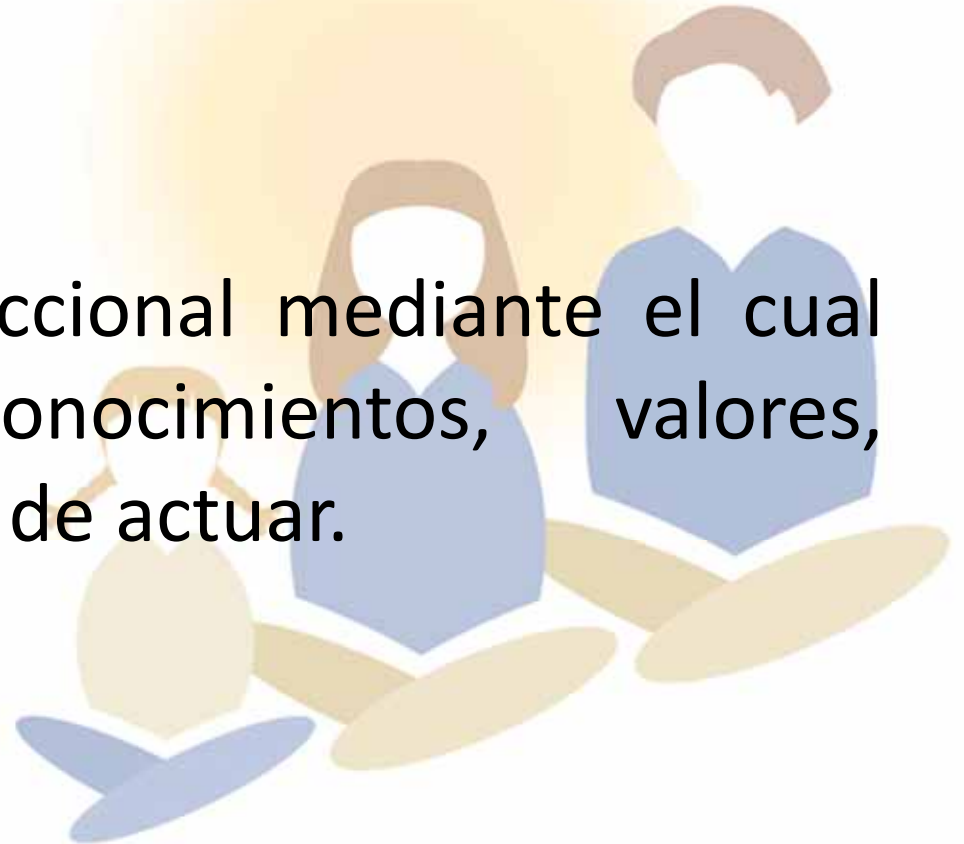 ccional mediante el cual
onocimientos, valores,
de actuar.